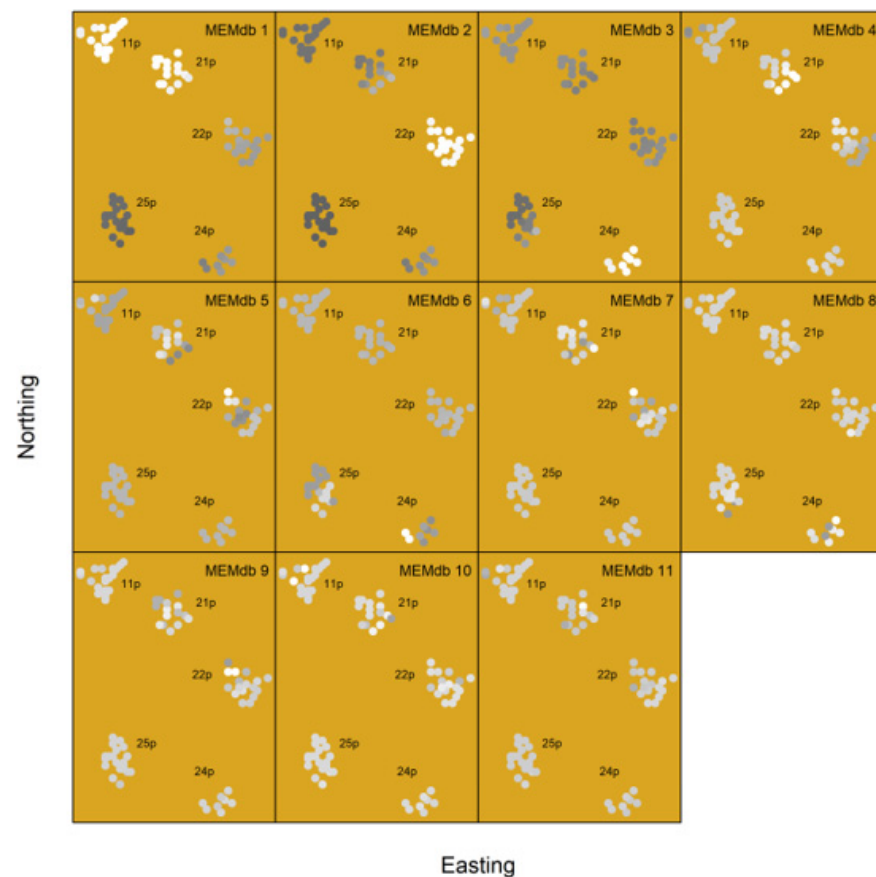 MEMdb 1
11p
21p
22p
25p
24p
MEMdb 2
11p
21p
22p
25p
24p
MEMdb 3
11p
21p
22p
25p
24p
MEMdb 4
11p
21p
22p
25p
24p
MEMdb 5
11p
21p
22p
25p
24p
MEMdb 6
11p
21p
22p
25p
24p
MEMdb 7
11p
21p
22p
25p
24p
MEMdb 8
11p
21p
22p
25p
24p
MEMdb 9
11p
21p
22p
25p
24p
MEMdb 10
11p
21p
22p
25p
24p
MEMdb 11
11p
21p
22p
25p
24p
Northing
Easting